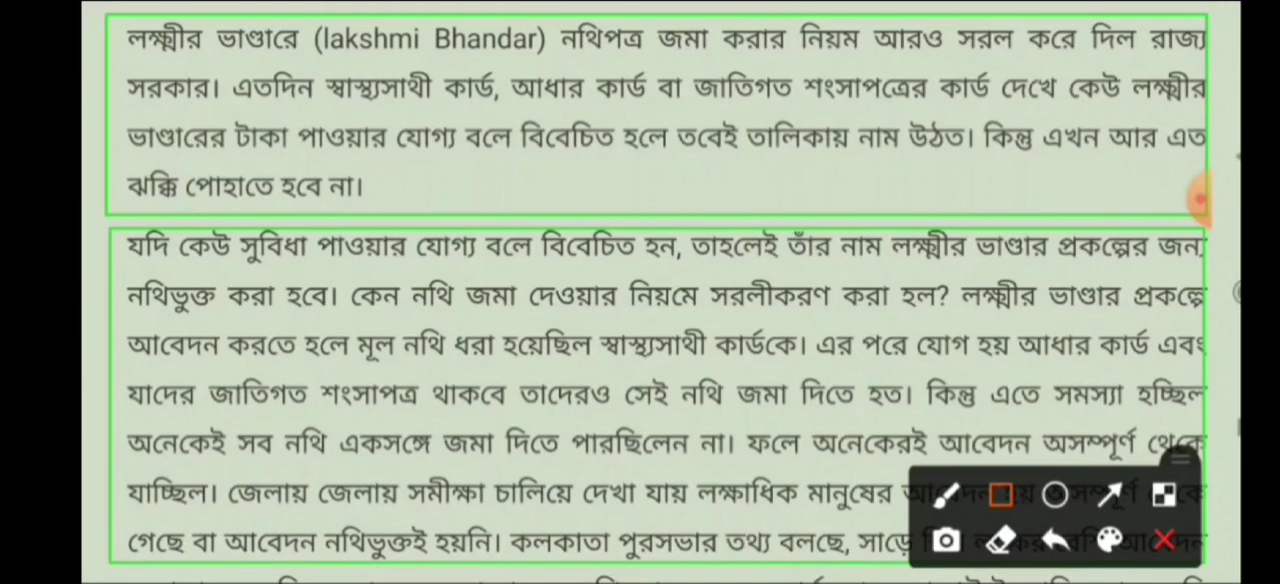 লক্ষ্মীর ভাণ্ডারে (lakshmi Bhandar) নথিপত্র জমা করার নিয়ম আরও সরল করে দিল রাজ্য
সরকার। এতদিন স্বাস্থ্যসাথী কার্ড, আধার কার্ড বা জাতিগত শংসাপত্রের কার্ড দেখে কেউ লক্ষ্মীর
ভাণ্ডারের টাকা পাওয়ার যোগ্য বলে বিবেচিত হলে তবেই তালিকায় নাম উঠত। কিন্তু এখন আর এত
ঝক্কি পোহাতে হবে না।
যদি কেউ সুবিধা পাওয়ার যোগ্য বলে বিবেচিত হন, তাহলেই তাঁর নাম লক্ষ্মীর ভাণ্ডার প্রকল্পের জন্য
নথিভুক্ত করা হবে। কেন নথি জমা দেওয়ার নিয়মে সরলীকরণ করা হল? লক্ষ্মীর ভাণ্ডার প্রকল্পে
আবেদন করতে হলে মূল নথি ধরা হয়েছিল স্বাস্থ্যসাথী কার্ডকে। এর পরে যোগ হয় আধার কার্ড এবং
যাদের জাতিগত শংসাপত্র থাকবে তাদেরও সেই নথি জমা দিতে হত। কিন্তু এতে সমস্যা হচ্ছিল
অনেকেই সব নথি একসঙ্গে জমা দিতে পারছিলেন না। ফলে অনেকেরই আবেদন অসম্পূর্ণ থেকে
যাচ্ছিল। জেলায় জেলায় সমীক্ষা চালিয়ে দেখা যায় লক্ষাধিক মানুষের আবেদন হয় অসম্পূর্ণ থেকে
গেছে বা আবেদন নথিভুক্তই হয়নি। কলকাতা পুরসভার তথ্য বলছে, সাড়ে